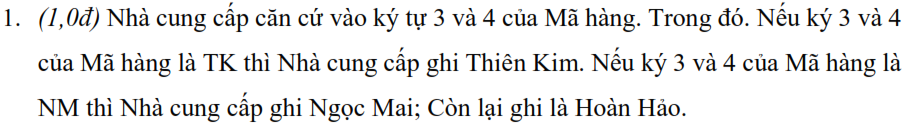 1. (1,0đ) Nhà cung cấp căn cứ vào ký tự 3 và 4 của Mã hàng. Trong đó. Nếu ký 3 và 4
của Mã hàng là TK thì Nhà cung cấp ghi Thiên Kim. Nếu ký 3 và 4 của Mã hàng là
NM thì Nhà cung cấp ghi Ngọc Mai; Còn lại ghi là Hoàn Hảo.